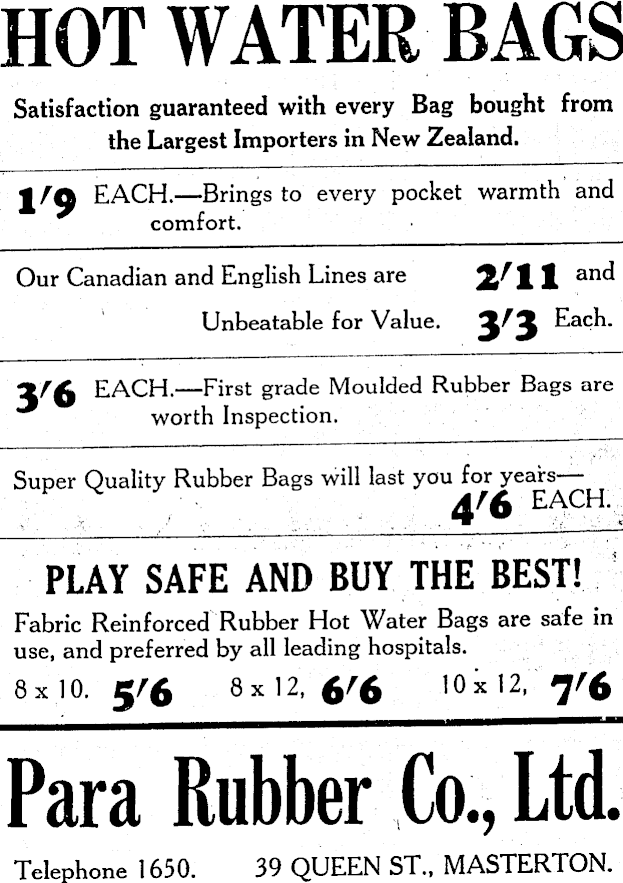 HOT WATER BAGS
Satisfaction guaranteed with every Bag bought from
the Largest Importers in New Zealand.
1/9 EACH.—Brings to every pocket warmth and
comfort.
Our Canadian and English Lines are 2/11 and
Unbeatable for Value. 3/3 Each.
3/6 EACH.—First grade Moulded Rubber Bags are
worth Inspection.
Super Quality Rubber Bags will last you for years—
4/6 EACH.
PLAY SAFE AND BUY THE BEST!
Fabric Reinforced Rubber Hot Water Bags are safe in
use, and preferred by all leading hospitals.
8 x 10. 5/6 8 x 12, 6/6 10 x 12, 7/6
Para Rubber Co., Ltd.
Telephone 1650. 39 QUEEN ST., MASTERTON.